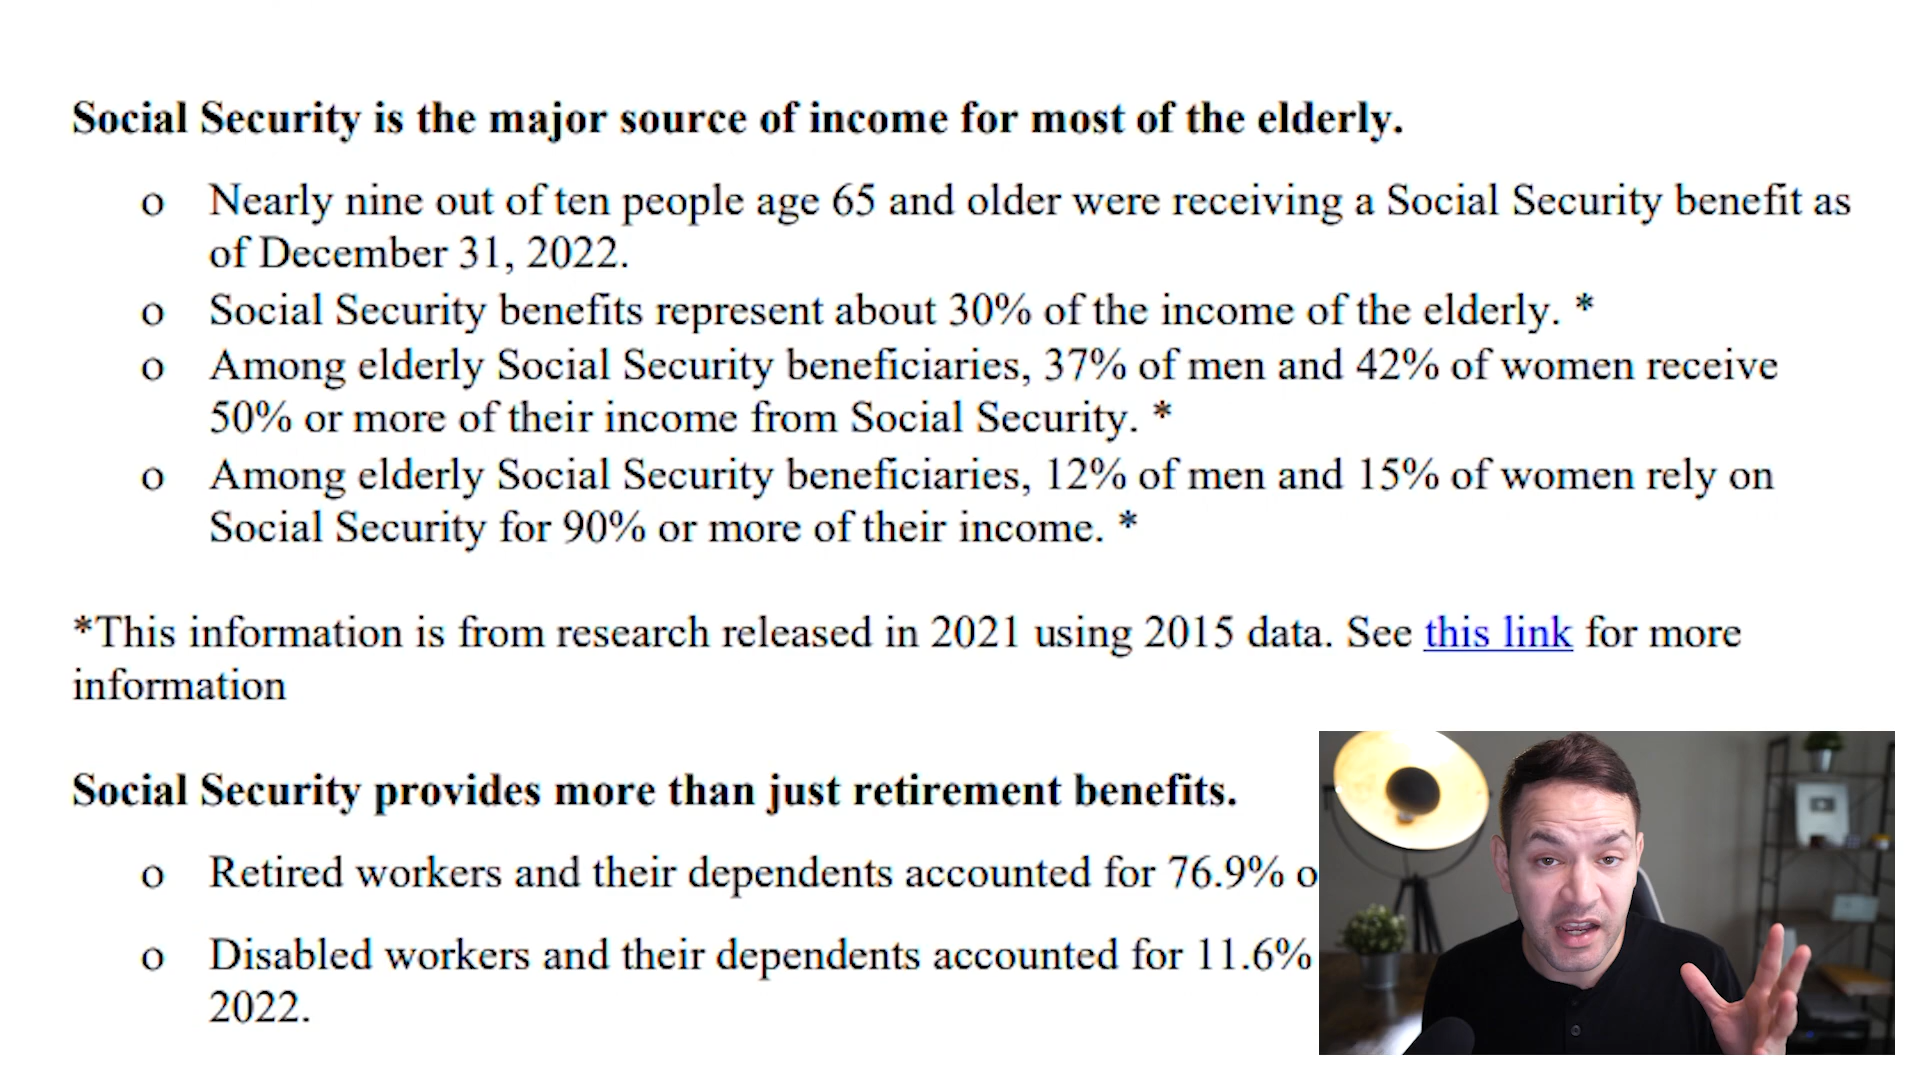 Social Security is the major source of income for most of the elderly.
o Nearly nine out of ten people age 65 and older were receiving a Social Security benefit as
of December 31, 2022.
o Social Security benefits represent about 30% of the income of the elderly. *
o Among elderly Social Security beneficiaries, 37% of men and 42% of women receive
50% or more of their income from Social Security. *
o Among elderly Social Security beneficiaries, 12% of men and 15% of women rely on
Social Security for 90% or more of their income. *
*This information is from research released in 2021 using 2015 data. See this link for more
information
Social Security provides more than just retirement benefits.
o Retired workers and their dependents accounted for 76.9% o
o Disabled workers and their dependents accounted for 11.6%
2022.